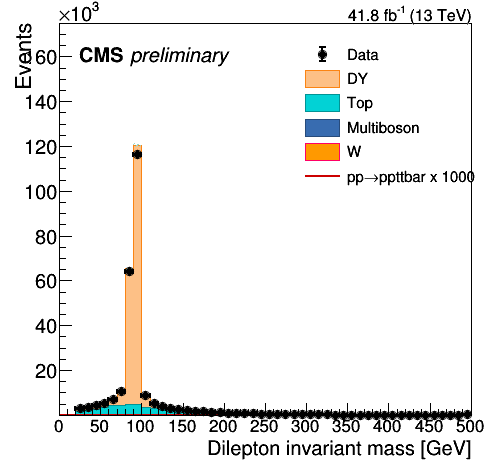 ×10³
41.8 fb⁻¹ (13 TeV)
Events
CMS preliminary
Data
DY
Top
Multiboson
W
pp→ppttbar x 1000
160
140
120
100
80
60
40
20
0 50 100 150 200 250 300 350 400 450 500
Dilepton invariant mass [GeV]